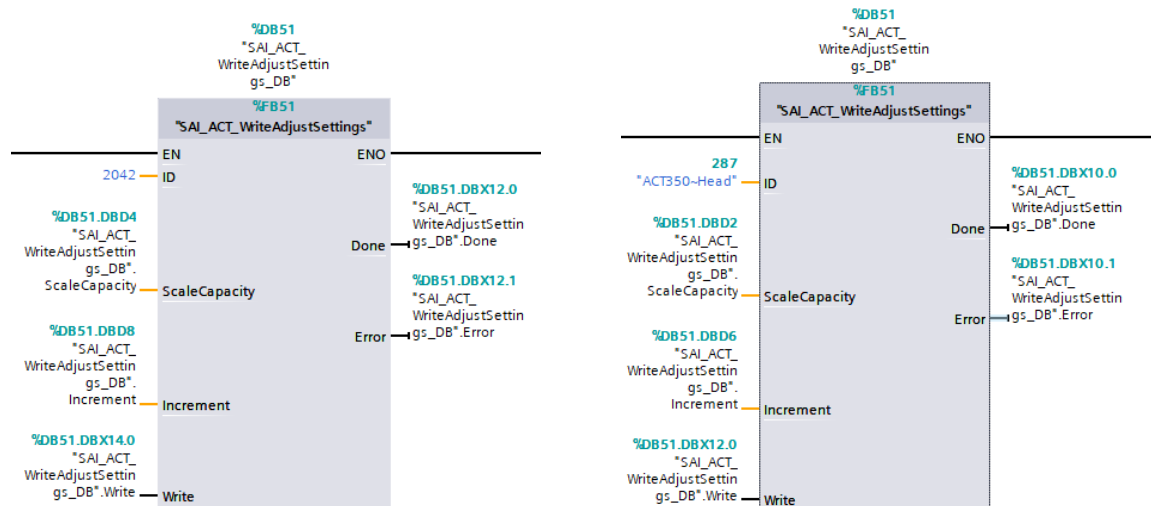 %DB51
"SAI_ACT_
WriteAdjustSettin
gs_DB"
%FB51
"SAI_ACT_WriteAdjustSettings"
EN
ENO
2042
ID
%DB51.DBD4
"SAI_ACT_
WriteAdjustSettin
gs_DB".
ScaleCapacity
ScaleCapacity
%DB51.DBD8
"SAI_ACT_
WriteAdjustSettin
gs_DB".
Increment
Increment
%DB51.DBX14.0
"SAI_ACT_
WriteAdjustSettin
gs_DB".Write
Write
Done
%DB51.DBX12.0
"SAI_ACT_
WriteAdjustSettin
gs_DB".Done
Error
%DB51.DBX12.1
"SAI_ACT_
WriteAdjustSettin
gs_DB".Error
%DB51
"SAI_ACT_
WriteAdjustSettin
gs_DB"
%FB51
"SAI_ACT_WriteAdjustSettings"
EN
ENO
287
"ACT350~Head"
ID
%DB51.DBD2
"SAI_ACT_
WriteAdjustSettin
gs_DB".
ScaleCapacity
ScaleCapacity
%DB51.DBD6
"SAI_ACT_
WriteAdjustSettin
gs_DB".
Increment
Increment
%DB51.DBX12.0
"SAI_ACT_
WriteAdjustSettin
gs_DB".Write
Write
Done
%DB51.DBX10.0
"SAI_ACT_
WriteAdjustSettin
gs_DB".Done
Error
%DB51.DBX10.1
"SAI_ACT_
WriteAdjustSettin
gs_DB".Error